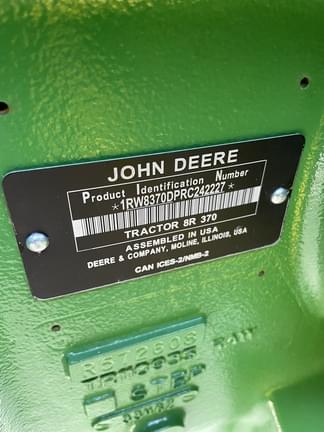 JOHN DEERE
Product Identification Number
*1RW8370DPRC242227*
TRACTOR 8R 370
ASSEMBLED IN USA
DEERE & COMPANY, MOLINE, ILLINOIS, USA
CAN ICES-2/NMB-2
R572605